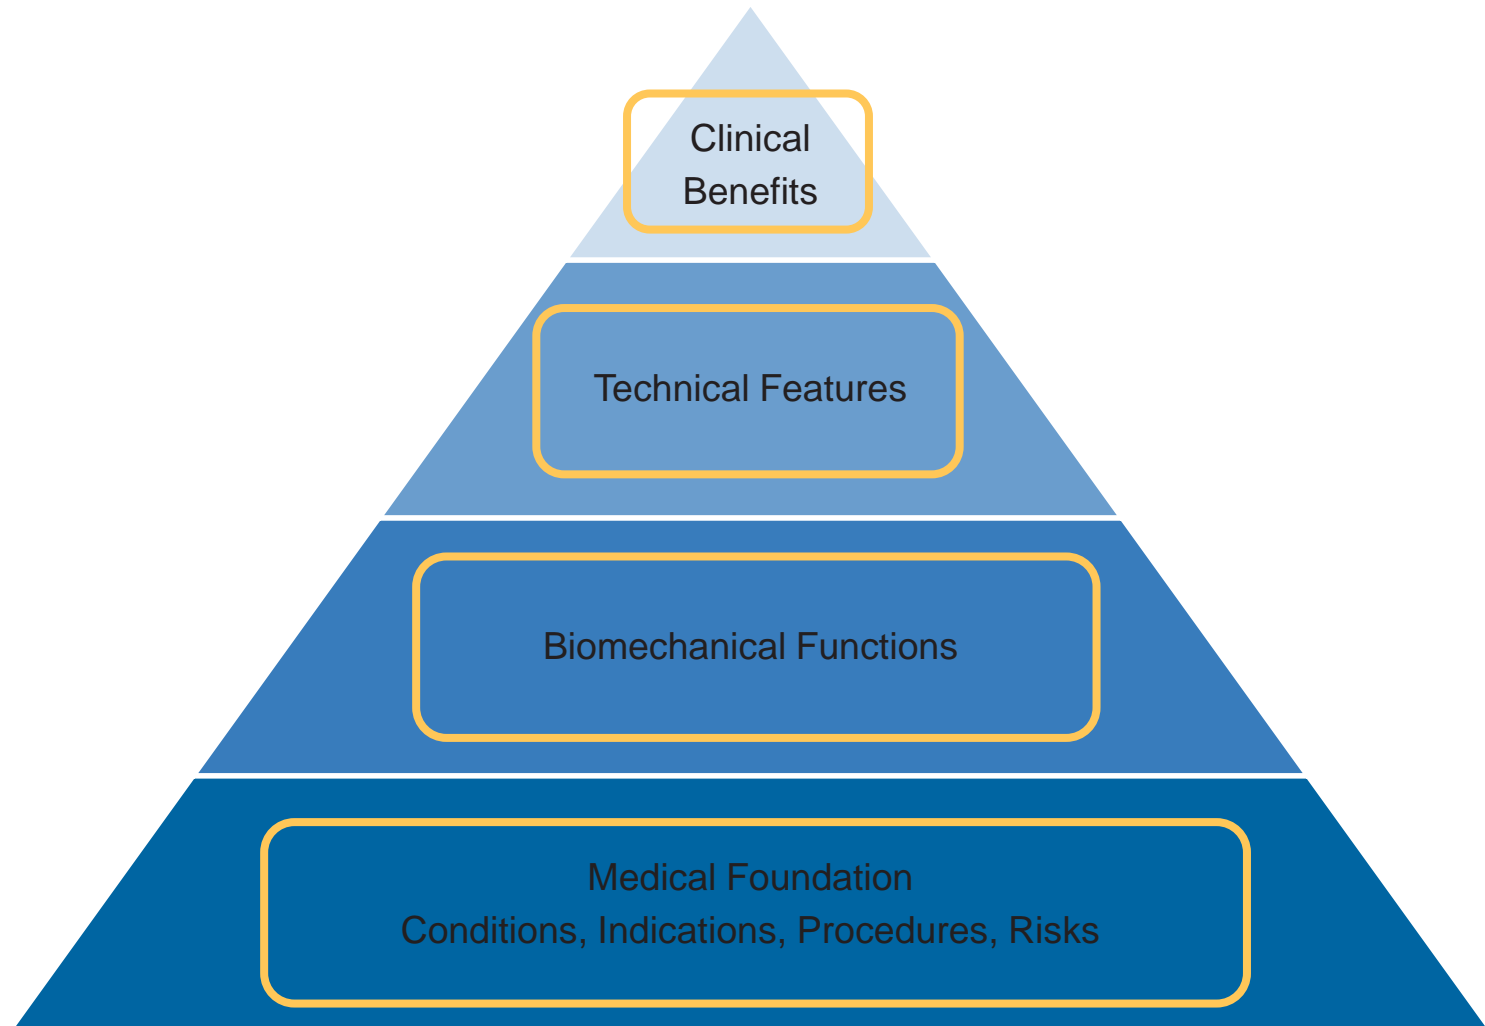 Clinical
Benefits
Technical Features
Biomechanical Functions
Medical Foundation
Conditions, Indications, Procedures, Risks